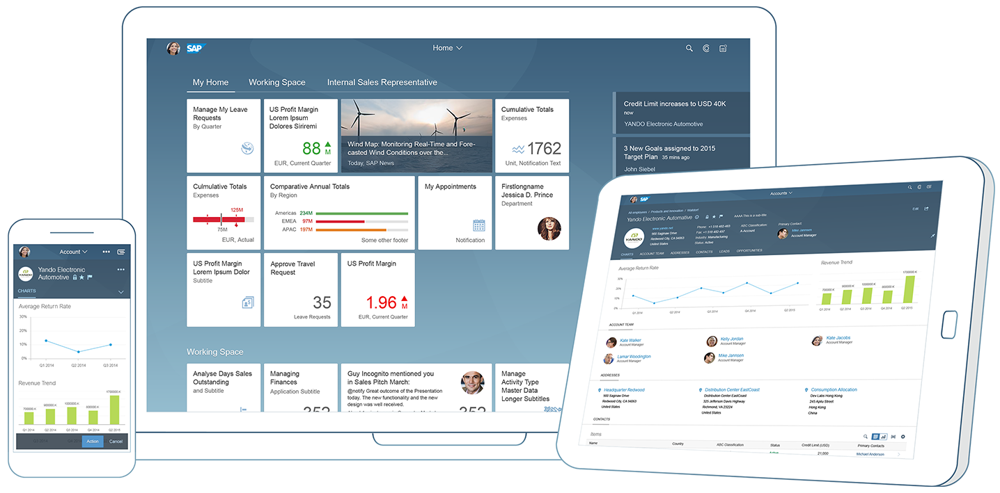 SAP
Home
My Home
Working Space
Internal Sales Representative
Manage My Leave
Requests
By Quarter
US Profit Margin
Lorem Ipsum
Dolores Siriremi
88
M
EUR, Current Quarter
Wind Map: Monitoring Real-Time and Fore-
casted Wind Conditions over the...
Today, SAP News
Cumulative Totals
Expenses
1762
Unit, Notification Text
Culmulative Totals
Expenses
125M
75M
EUR, Actual
Comparative Annual Totals
By Region
Americas 234M
EMEA 97M
APAC 197M
Some other footer
My Appointments
Notification
Firstlongname
Jessica D. Prince
Department
US Profit Margin
Lorem Ipsum Dolor
Subtitle
Approve Travel
Request
35
Leave Requests
US Profit Margin
1.96
M
EUR, Current Quarter
Working Space
Analyse Days Sales
Outstanding
and Subtitle
Managing
Finances
Application Subtitle
352
Guy Incognito mentioned you
in Sales Pitch March:
@notify Great outcome of the Presentation
today. The new functionality and the new
design was well received.
352
Manage
Activity Type
Master Data
Longer Subtitles
Credit Limit increases to USD 40K
now
YANDO Electronic Automotive
3 New Goals assigned to 2015
Target Plan 35 mins ago
John Siebel
Account
YANDO
Yando Electronic
Automotive
CHARTS
Average Return Rate
30%
20%
10%
0%
Q1 2014
Q2 2014
Q3 2014
Revenue Trend
700000 K
900000 K
1000000 K
800000 K
1700000 K
Q1 2014
Q2 2014
Q3 2014
Q4 2014
Q2 2015
Action
Cancel
SAP
Accounts
All employees / Products and Innovation / Walldorf
Edit
Yando Electronic Automative
AAAA This is a sub-title
YANDO
www.yando.net
900 Saginaw Drive
Redwood City, CA 94063
United States
Phone: +1 518 482-483
Fax: +1 518 482-497
Industry: Manufacturing
Status: Active
ABC Classification:
A-Account
Primary Contact:
Mike Jannsen
Account Manager
CHARTS
ACCOUNT TEAM
ADDRESSES
CONTACTS
LEADS
OPPORTUNITIES
Average Return Rate
30%
20%
10%
0%
Q1 2014
Q2 2014
Q3 2014
Q4 2014
Q2 2015
Revenue Trend
700000 K
900000 K
1000000 K
800000 K
1700000 K
Q1 2014
Q2 2014
Q3 2014
Q4 2014
Q2 2015
ACCOUNT TEAM
Kate Walker
Account Manager
Kelly Jordan
Account Manager
Kate Jacobs
Account Manager
Lamar Woodington
Account Manager
Mike Jannsen
Account Manager
ADDRESSES
Headquarter Redwood
900 Saginaw Drive
Redwood City, CA 94063
United States
Distribution Center EastCoast
Distribution Center EastCoast
325 Jefferson Davis Highway
Richmond, VA 23224
United States
Consumption Allocation
Dev Labs Hong Kong
245 Apliu Street
Hong Kong
China
CONTACTS
Items
Name
Country
ABC Classification
Status
Credit Limit (USD)
Primary Contacts
21,000
Michael Anderson